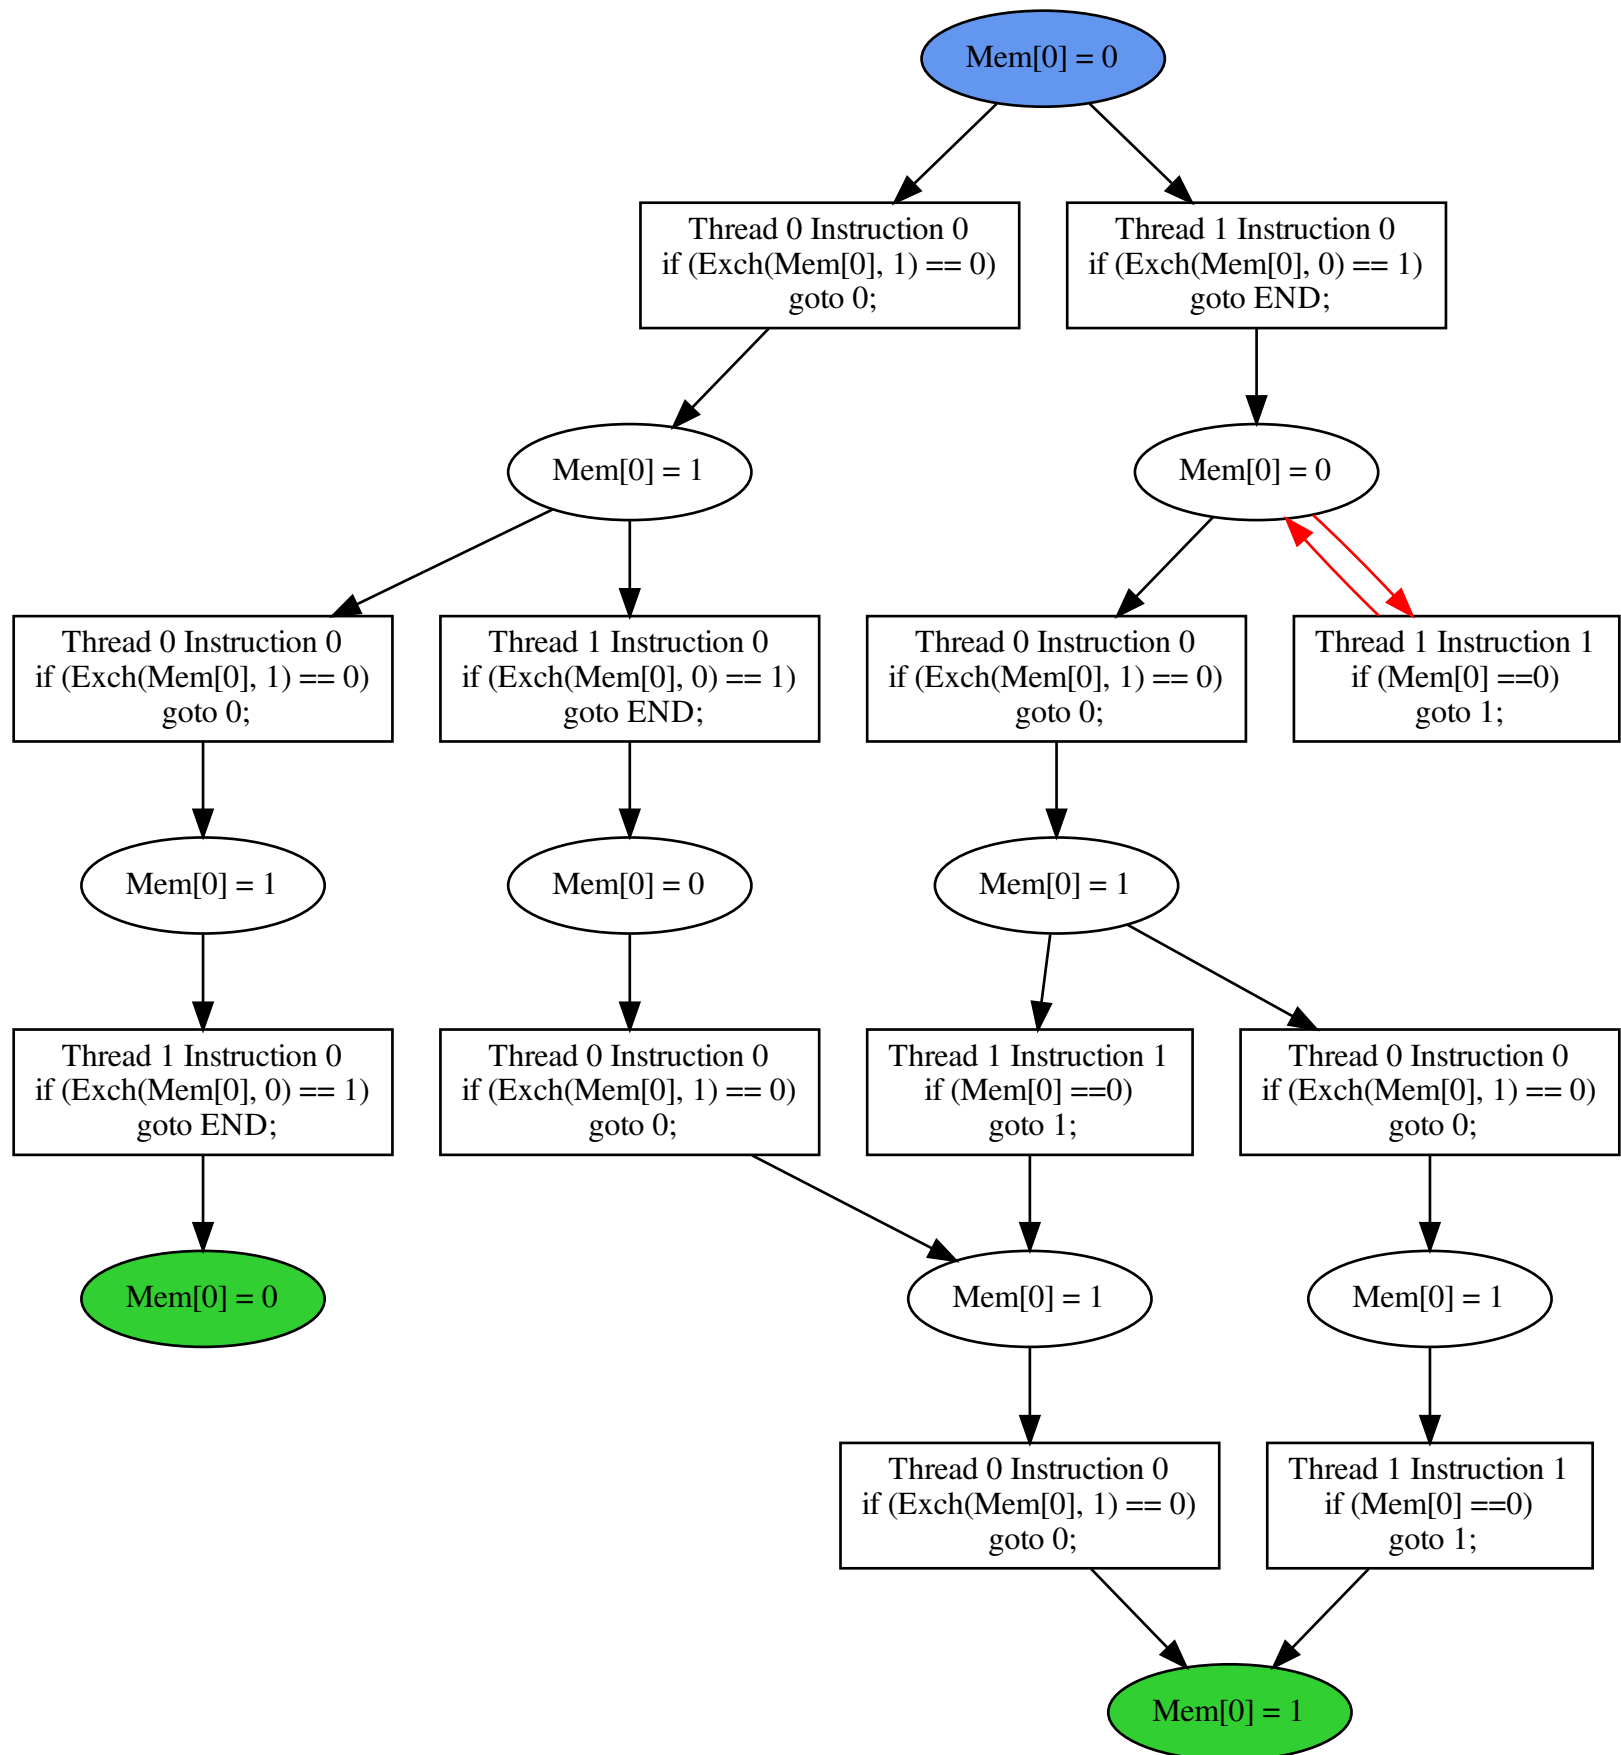 Mem[0] = 0
Thread 0 Instruction 0
if (Exch(Mem[0], 1) == 0)
goto 0;
Thread 1 Instruction 0
if (Exch(Mem[0], 0) == 1)
goto END;
Mem[0] = 1
Mem[0] = 0
Thread 0 Instruction 0
if (Exch(Mem[0], 1) == 0)
goto 0;
Thread 1 Instruction 0
if (Exch(Mem[0], 0) == 1)
goto END;
Thread 0 Instruction 0
if (Exch(Mem[0], 1) == 0)
goto 0;
Thread 1 Instruction 1
if (Mem[0] ==0)
goto 1;
Mem[0] = 1
Mem[0] = 0
Mem[0] = 1
Thread 1 Instruction 0
if (Exch(Mem[0], 0) == 1)
goto END;
Thread 0 Instruction 0
if (Exch(Mem[0], 1) == 0)
goto 0;
Thread 1 Instruction 1
if (Mem[0] ==0)
goto 1;
Thread 0 Instruction 0
if (Exch(Mem[0], 1) == 0)
goto 0;
Mem[0] = 0
Mem[0] = 1
Mem[0] = 1
Thread 0 Instruction 0
if (Exch(Mem[0], 1) == 0)
goto 0;
Thread 1 Instruction 1
if (Mem[0] ==0)
goto 1;
Mem[0] = 1